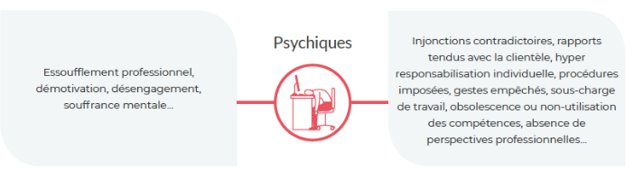 Essoufflement professionnel,
démotivation, désengagement,
souffrance mentale...
Psychiques
Injonctions contradictoires, rapports
tendus avec la clientèle, hyper
responsabilisation individuelle, procédures
imposées, gestes empêchés, sous-charge
de travail, obsolescence ou non-utilisation
des compétences, absence de
perspectives professionnelles...